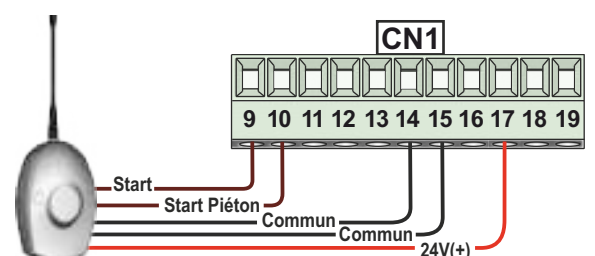 CN1
9 10 11 12 13 14 15 16 17 18 19
Start
Start Piéton
Commun
Commun
24V(+)